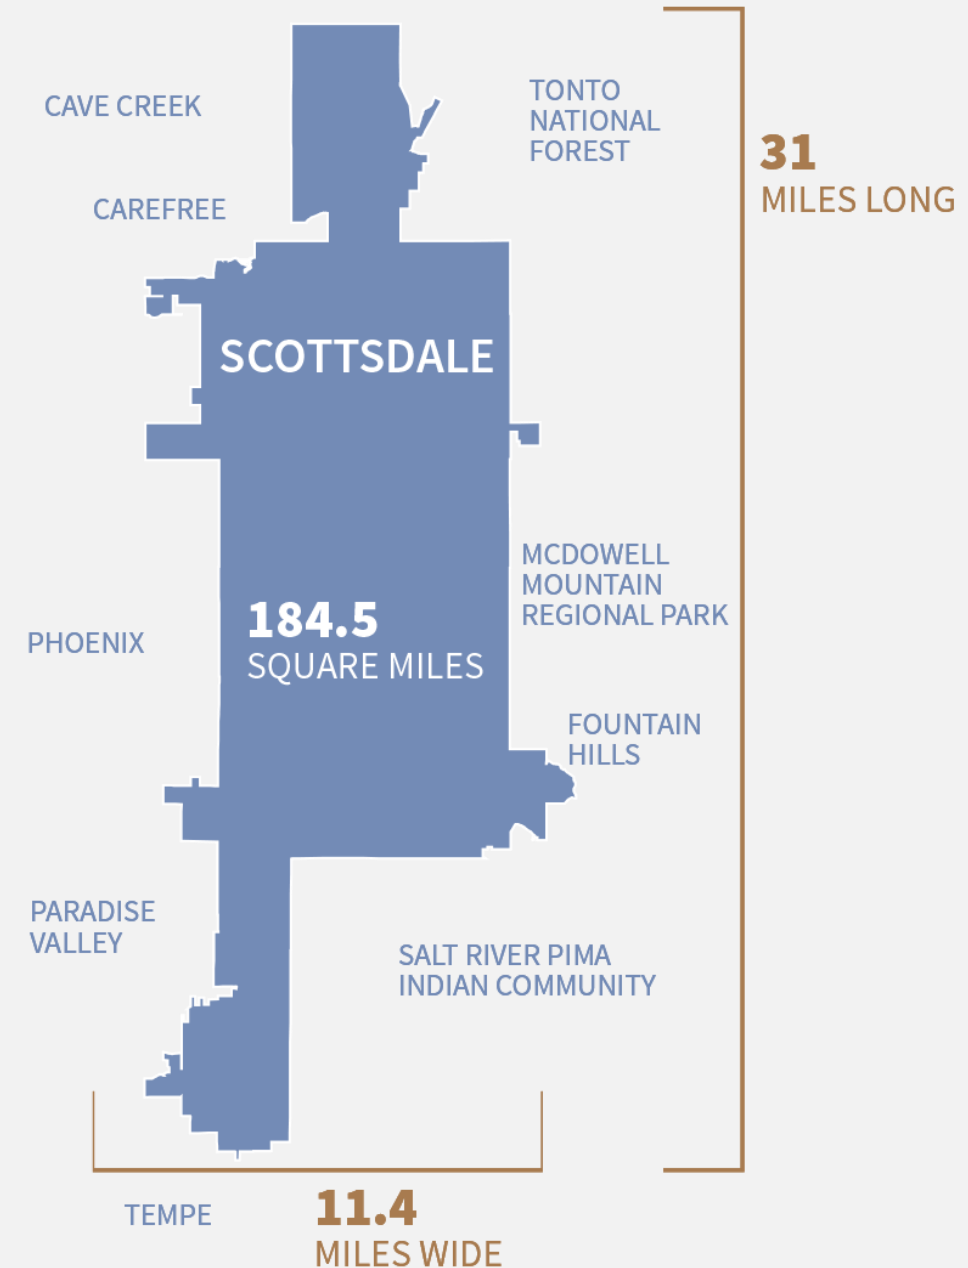 CAVE CREEK
TONTO
NATIONAL
FOREST
31
MILES LONG
CAREFREE
SCOTTSDALE
MCDOWELL
MOUNTAIN
REGIONAL PARK
184.5
SQUARE MILES
PHOENIX
FOUNTAIN
HILLS
PARADISE
VALLEY
SALT RIVER PIMA
INDIAN COMMUNITY
TEMPE
11.4
MILES WIDE